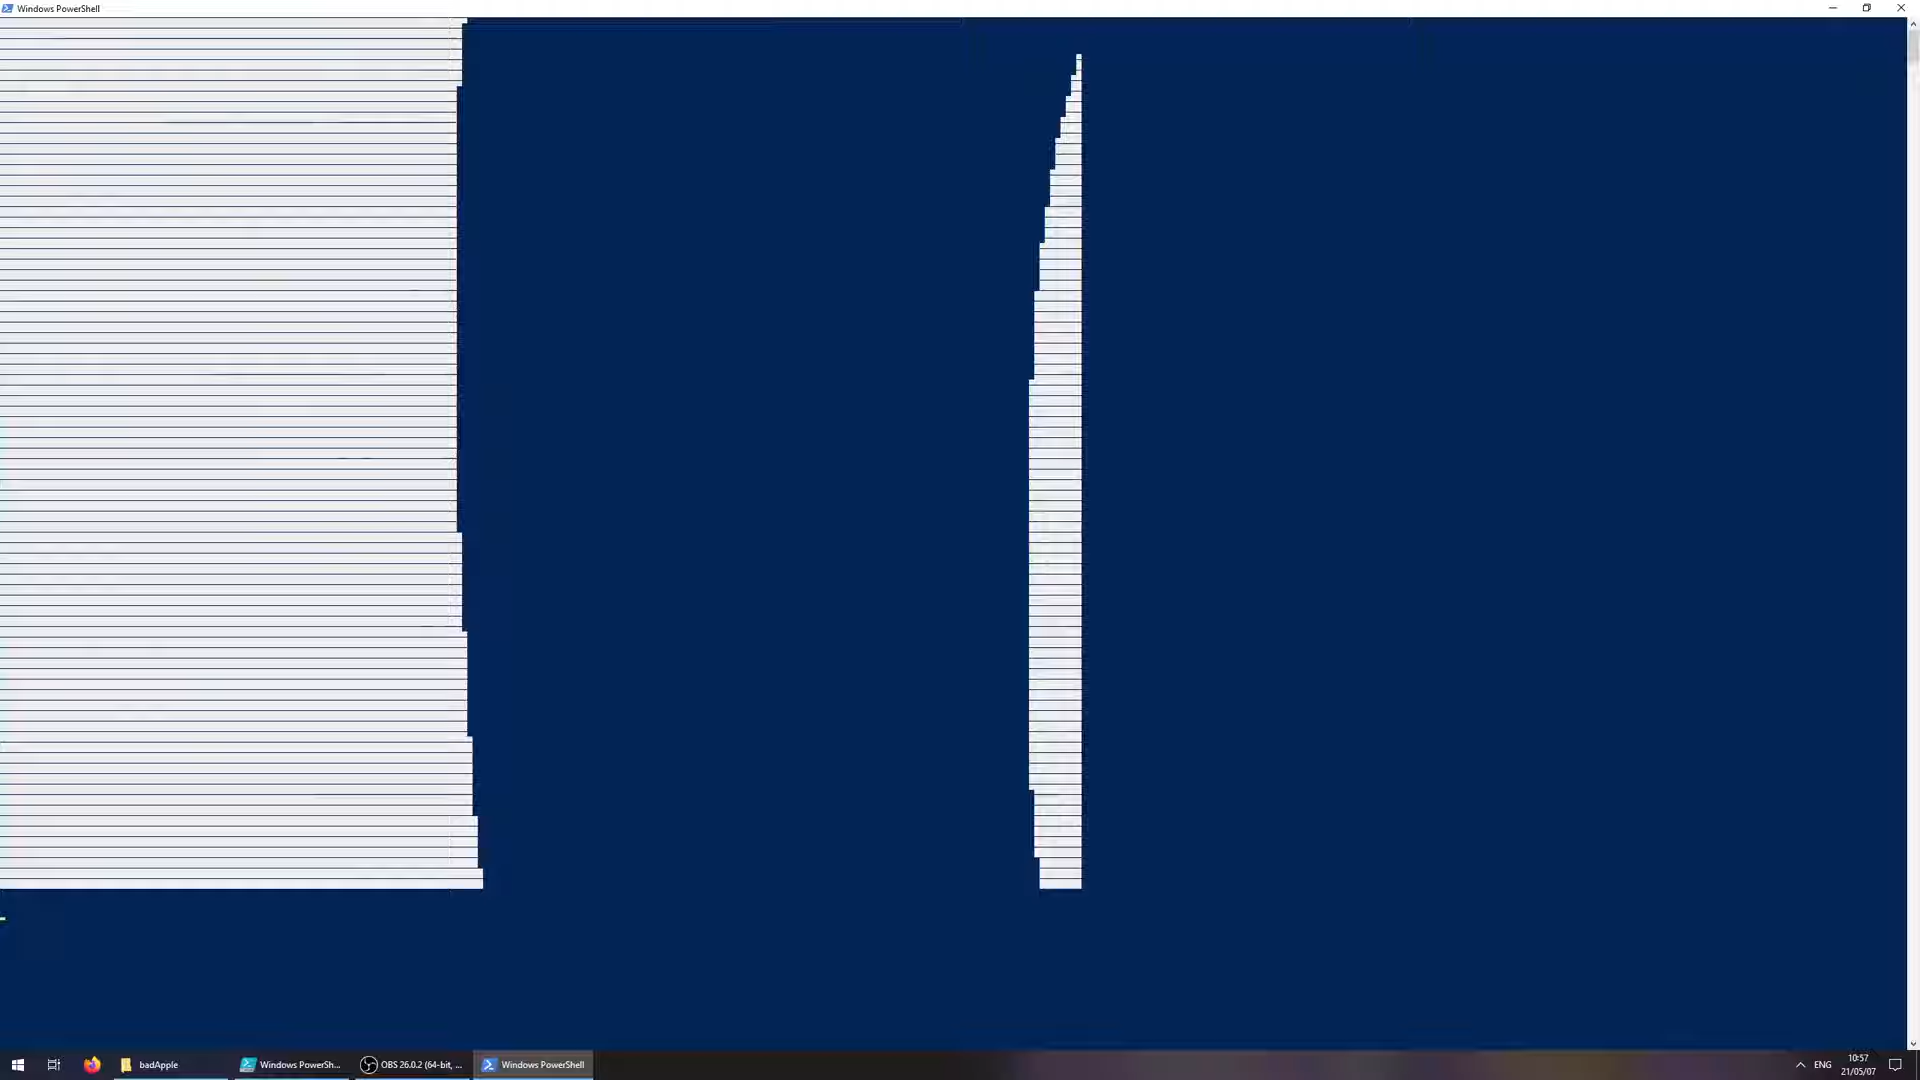 Windows PowerShell
badApple
Windows PowerSh...
OBS 26.0.2 (64-bit, ...
Windows PowerShell
ENG
10:57
21/05/07